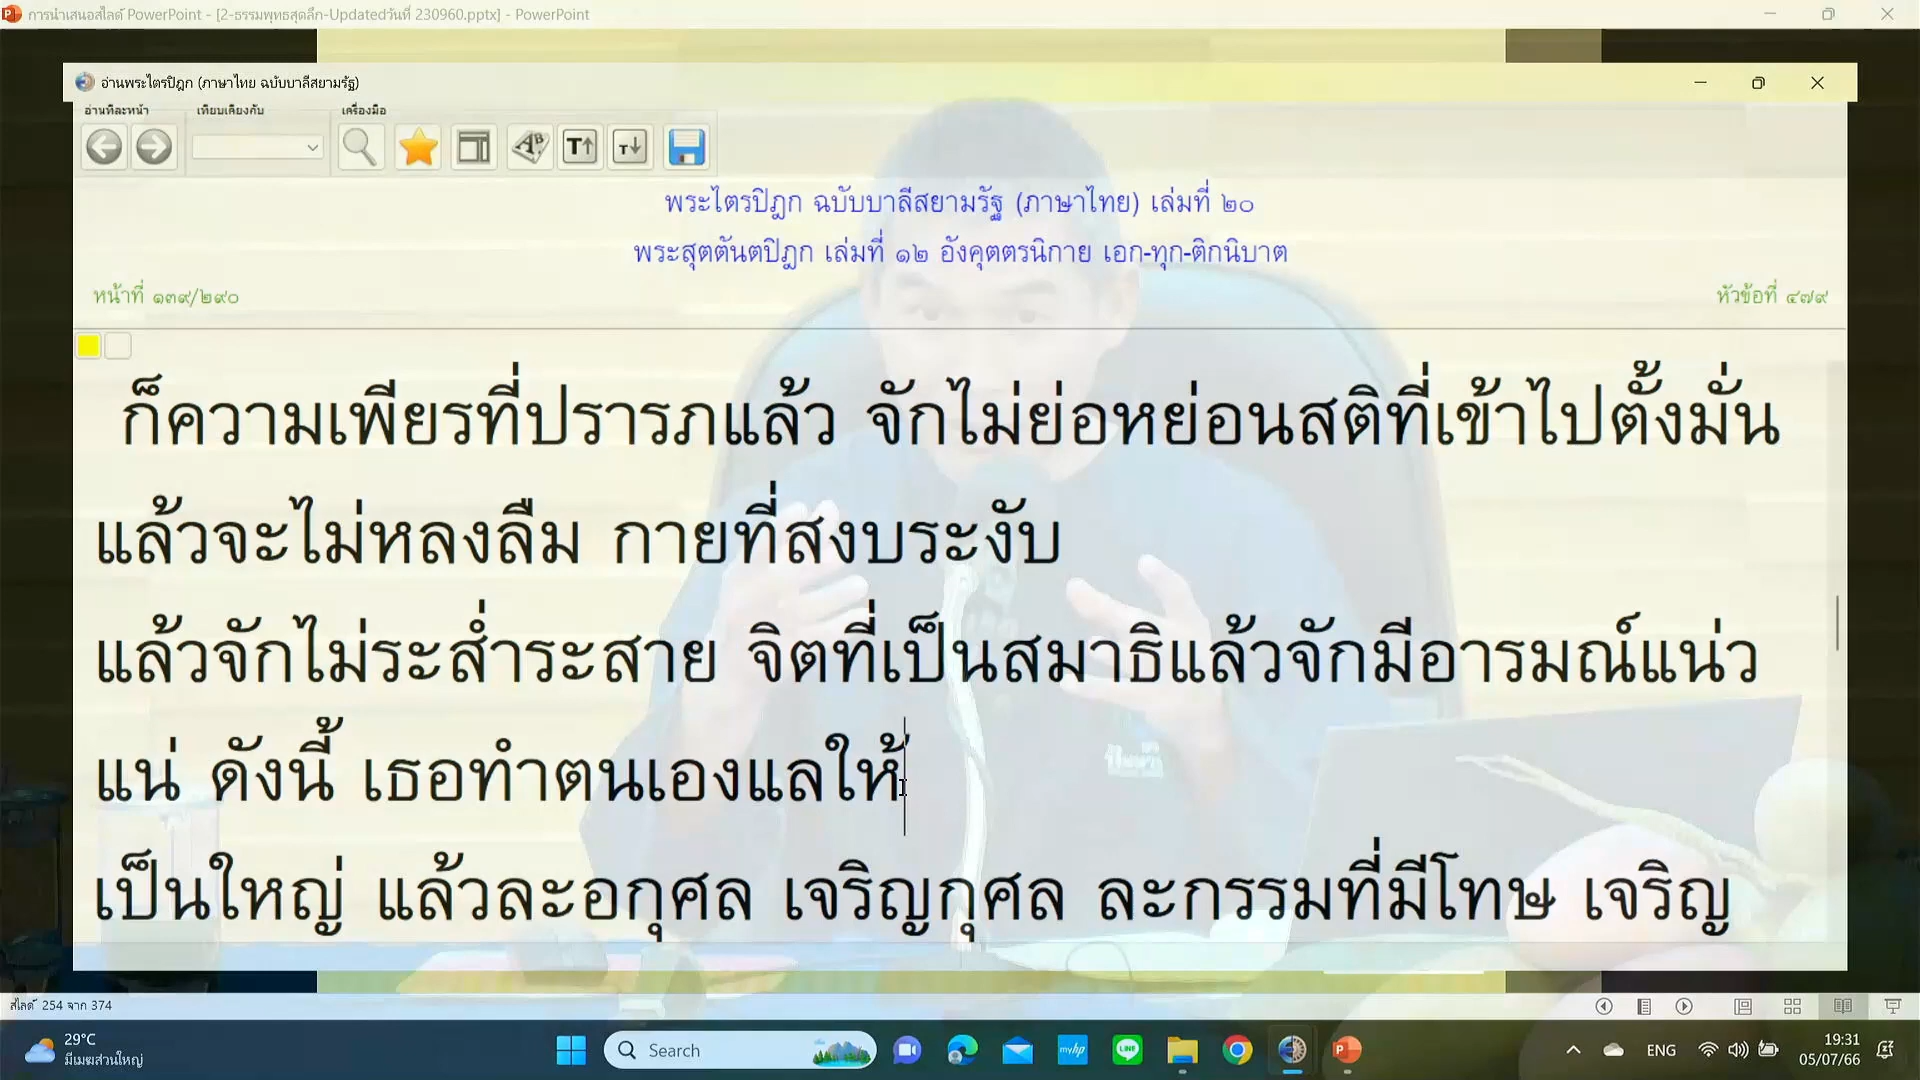 การนำเสนอสไลด์ PowerPoint - [2-ธรรมพุทธสุดลึก-Updatedวันที่ 230960.pptx] - PowerPoint
อ่านพระไตรปิฎก (ภาษาไทย ฉบับบาลีสยามรัฐ)
อ่านทีละหน้า เทียบเคียงกับ เครื่องมือ
พระไตรปิฎก ฉบับบาลีสยามรัฐ (ภาษาไทย) เล่มที่ ๒๐
พระสุตตันตปิฎก เล่มที่ ๑๒ อังคุตตรนิกาย เอก-ทุก-ติกนิบาต
หน้าที่ ๑๓๙/๒๙๐ หัวข้อที่ ๔๗๙
ก็ความเพียรที่ปรารภแล้ว จักไม่ย่อหย่อนสติที่เข้าไปตั้งมั่น
แล้วจะไม่หลงลืม กายที่สงบระงับ
แล้วจักไม่ระส่ำระสาย จิตที่เป็นสมาธิแล้วจักมีอารมณ์แน่ว
แน่ ดังนี้ เธอทำตนเองแลให้
เป็นใหญ่ แล้วละอกุศล เจริญกุศล ละกรรมที่มีโทษ เจริญ
สไลด์ 254 จาก 374
29°C
มีเมฆส่วนใหญ่
Search
myhp
LINE
ENG
19:31
05/07/66